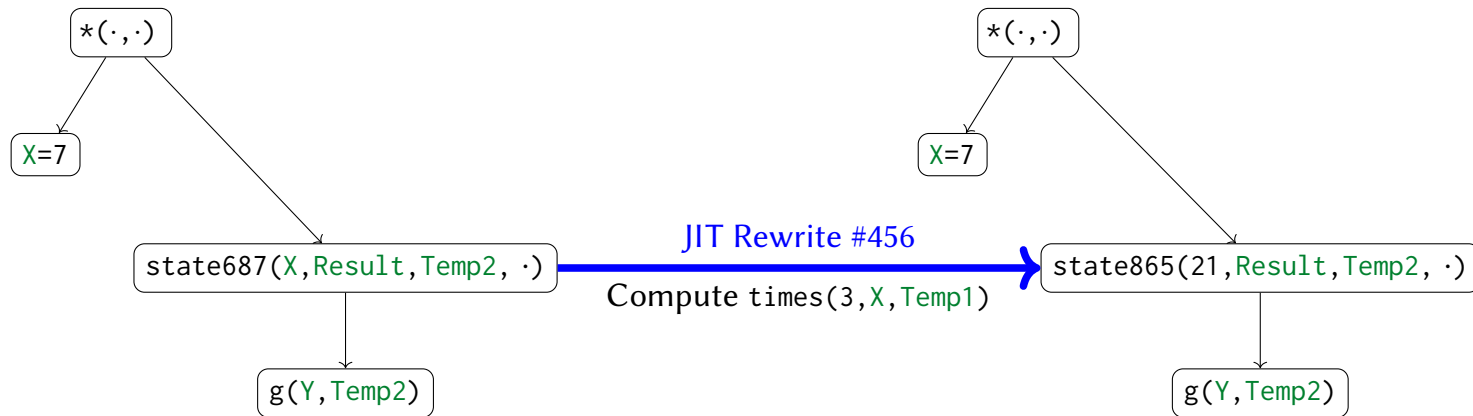 *(·,·)
*(·,·)
X=7
X=7
JIT Rewrite #456
state687(X,Result,Temp2, ·)
state865(21,Result,Temp2, ·)
Compute times(3,X,Temp1)
g(Y,Temp2)
g(Y,Temp2)